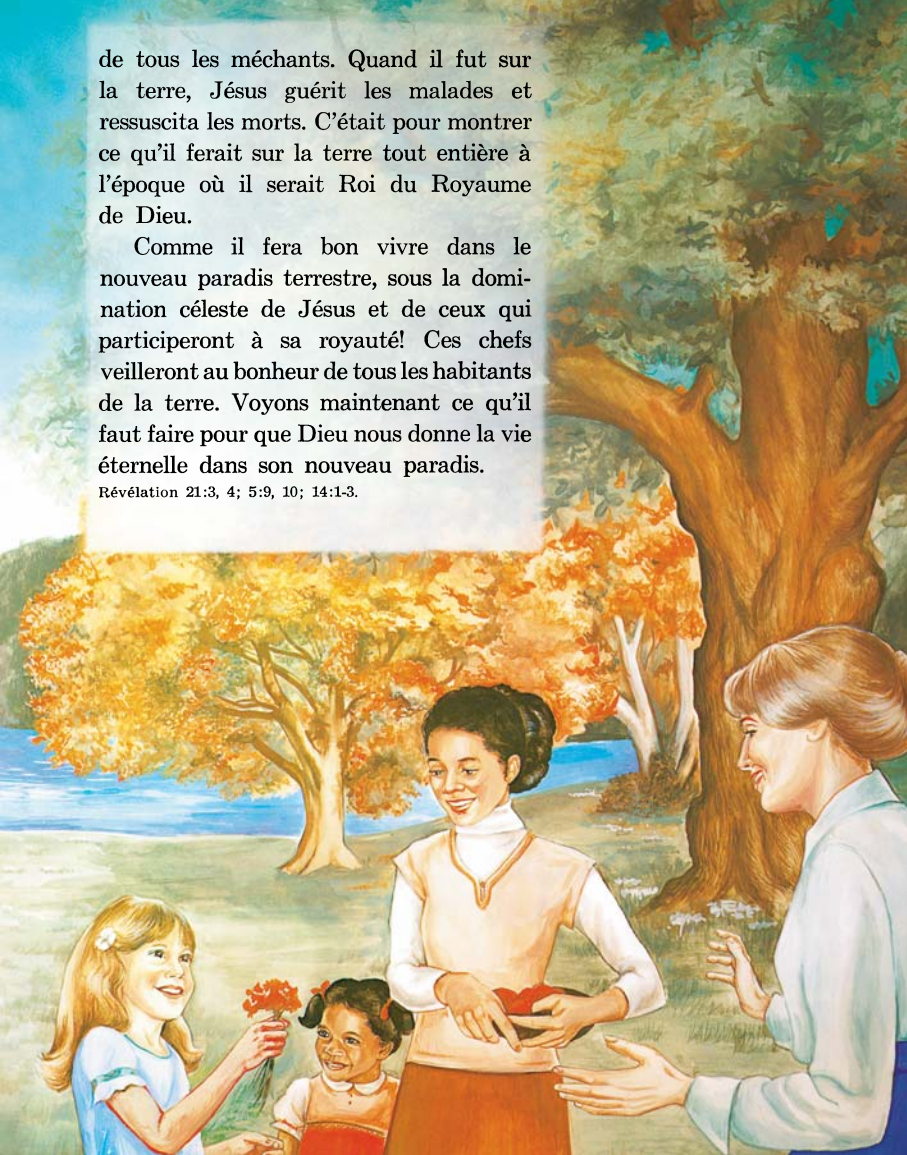 de tous les méchants. Quand il fut sur
la terre, Jésus guérit les malades et
ressuscita les morts. C’était pour montrer
ce qu’il ferait sur la terre tout entière à
l’époque où il serait Roi du Royaume
de Dieu.
Comme il fera bon vivre dans le
nouveau paradis terrestre, sous la domi-
nation céleste de Jésus et de ceux qui
participeront à sa royauté! Ces chefs
veilleront au bonheur de tous les habitants
de la terre. Voyons maintenant ce qu’il
faut faire pour que Dieu nous donne la vie
éternelle dans son nouveau paradis.
Révélation 21:3, 4; 5:9, 10; 14:1-3.